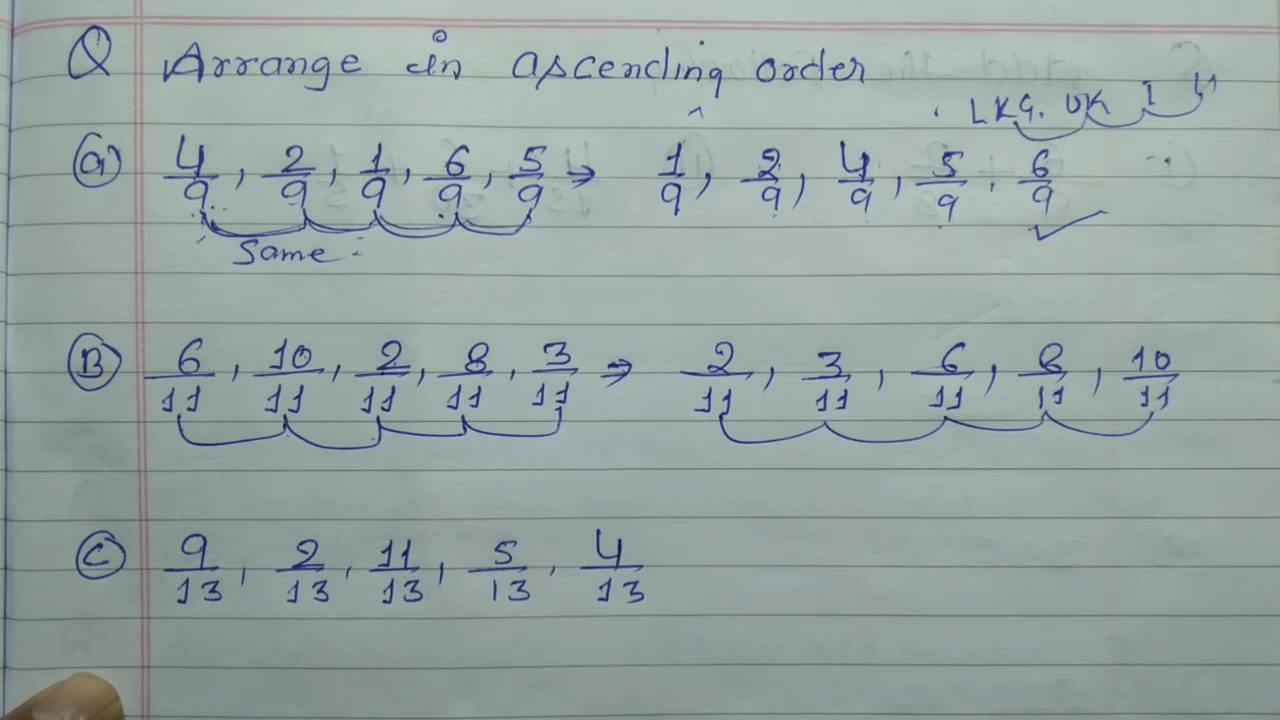 Q Arrange in ascending order
LKG. UK I
(a) 4/9, 2/9, 1/9, 6/9, 5/9 → 1/9, 2/9, 4/9, 5/9, 6/9
Same
(B) 6/11, 10/11, 2/11, 8/11, 3/11 → 2/11, 3/11, 6/11, 8/11, 10/11
(C) 9/13, 2/13, 11/13, 5/13, 4/13